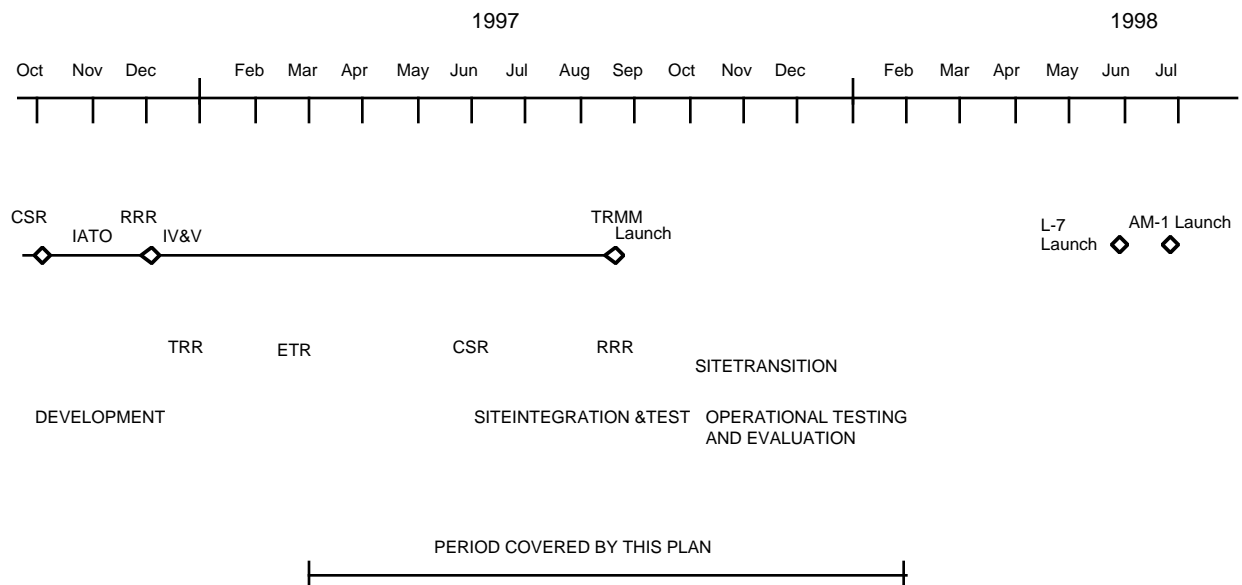 1997 1998
Oct Nov Dec Feb Mar Apr May Jun Jul Aug Sep Oct Nov Dec Feb Mar Apr May Jun Jul
CSR RRR TRMM
Launch
IATO IV&V
L-7
Launch
AM-1 Launch
TRR ETR CSR RRR
SITETRANSITION
DEVELOPMENT SITEINTEGRATION &TEST OPERATIONAL TESTING
AND EVALUATION
PERIOD COVERED BY THIS PLAN